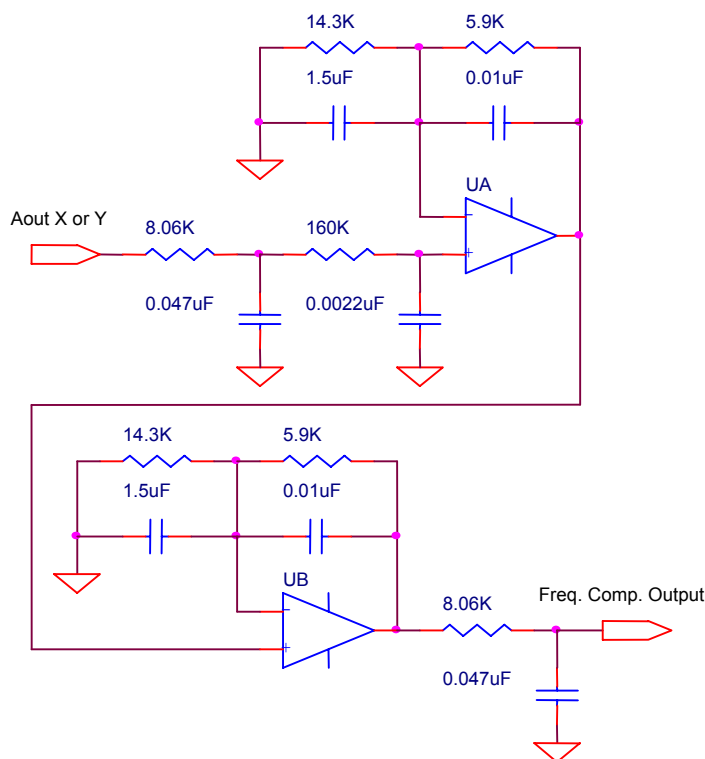 14.3K 5.9K
1.5uF 0.01uF
UA
Aout X or Y
8.06K 160K
0.047uF 0.0022uF
14.3K 5.9K
1.5uF 0.01uF
UB
8.06K
Freq. Comp. Output
0.047uF